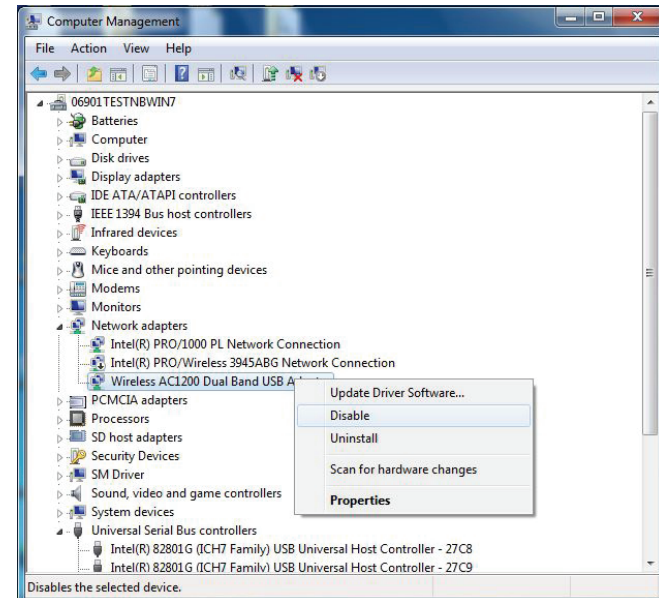 Computer Management
File Action View Help
06901TESTNBWIN7
Batteries
Computer
Disk drives
Display adapters
IDE ATA/ATAPI controllers
IEEE 1394 Bus host controllers
Infrared devices
Keyboards
Mice and other pointing devices
Modems
Monitors
Network adapters
Intel(R) PRO/1000 PL Network Connection
Intel(R) PRO/Wireless 3945ABG Network Connection
Wireless AC1200 Dual Band USB
PCMCIA adapters
Processors
SD host adapters
Security Devices
SM Driver
Sound, video and game controllers
System devices
Universal Serial Bus controllers
Intel(R) 82801G (ICH7 Family) USB Universal Host Controller - 27C8
Intel(R) 82801G (ICH7 Family) USB Universal Host Controller - 27C9
Update Driver Software...
Disable
Uninstall
Scan for hardware changes
Properties
Disables the selected device.